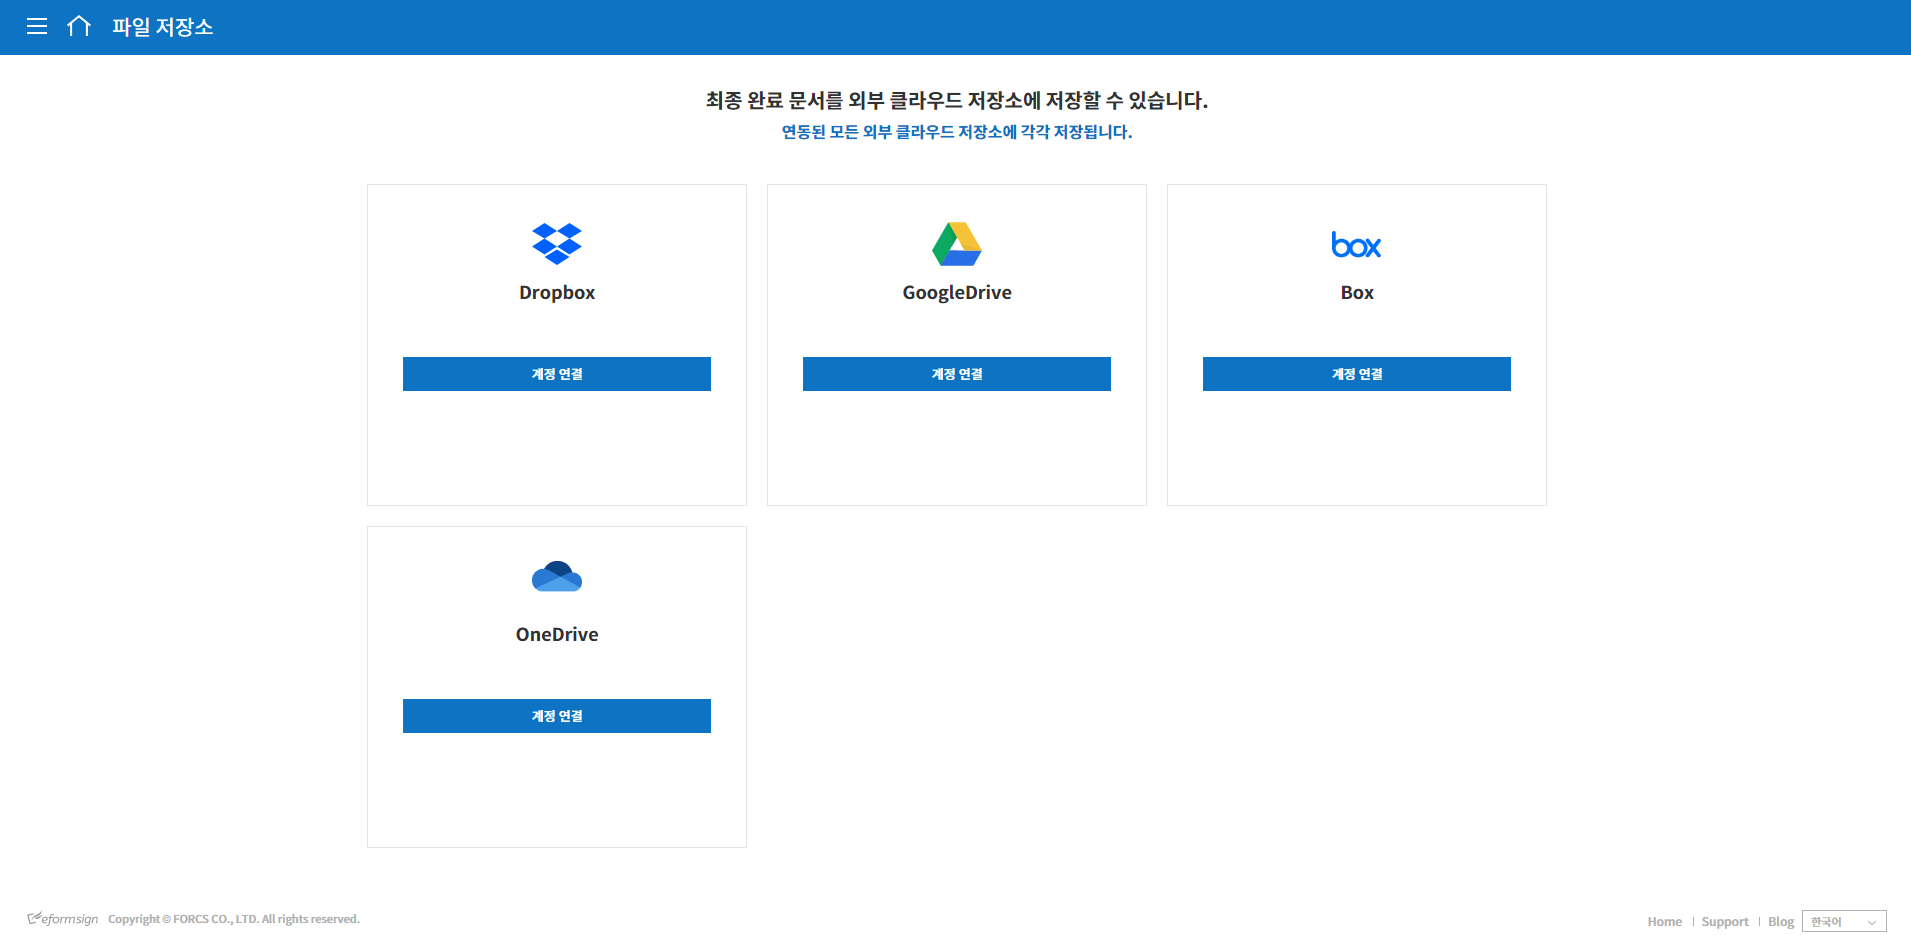 파일 저장소
최종 완료 문서를 외부 클라우드 저장소에 저장할 수 있습니다.
연동된 모든 외부 클라우드 저장소에 각각 저장됩니다.
Dropbox
계정 연결
GoogleDrive
계정 연결
box
Box
계정 연결
OneDrive
계정 연결
eformsign Copyright © FORCS CO., LTD. All rights reserved.
Home | Support | Blog 한국어